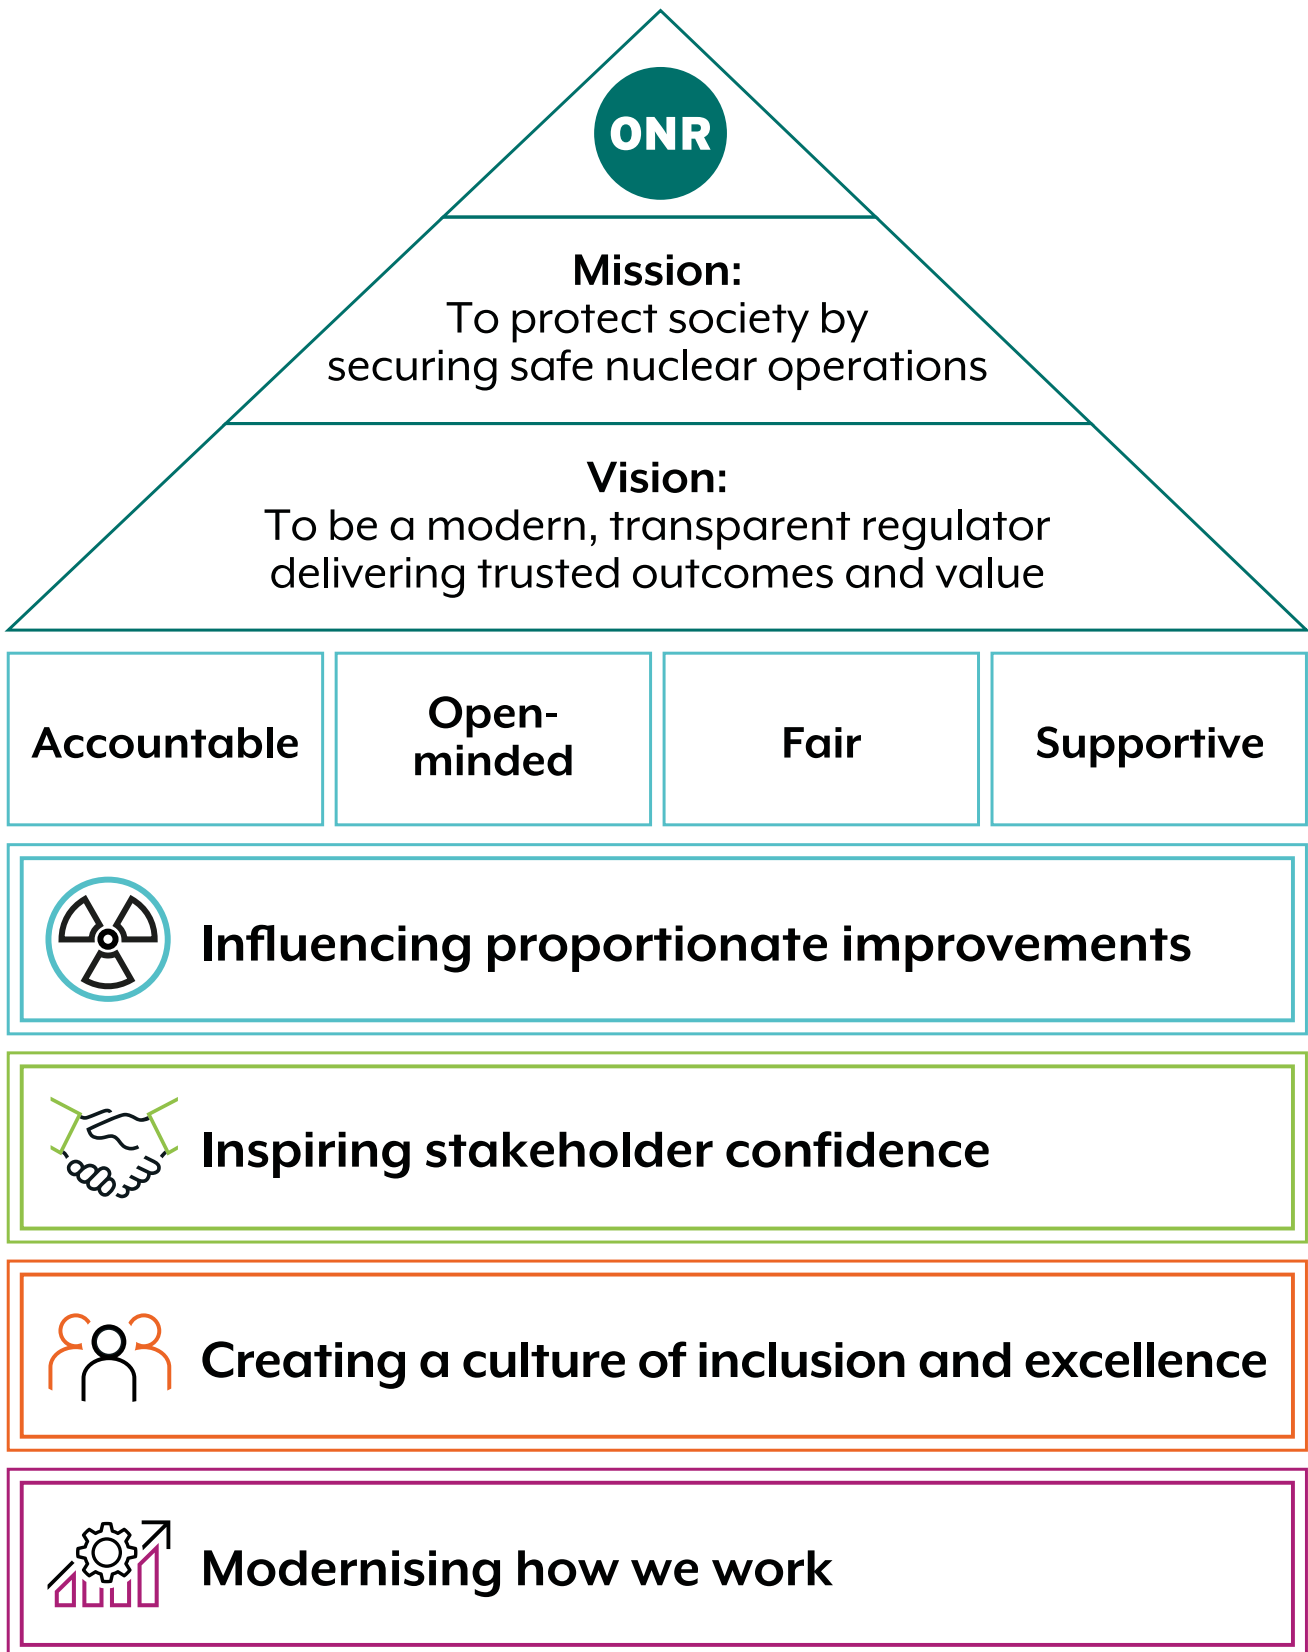 ONR
Mission:
To protect society by
securing safe nuclear operations
Vision:
To be a modern, transparent regulator
delivering trusted outcomes and value
Accountable
Open-
minded
Fair
Supportive
Influencing proportionate improvements
Inspiring stakeholder confidence
Creating a culture of inclusion and excellence
Modernising how we work